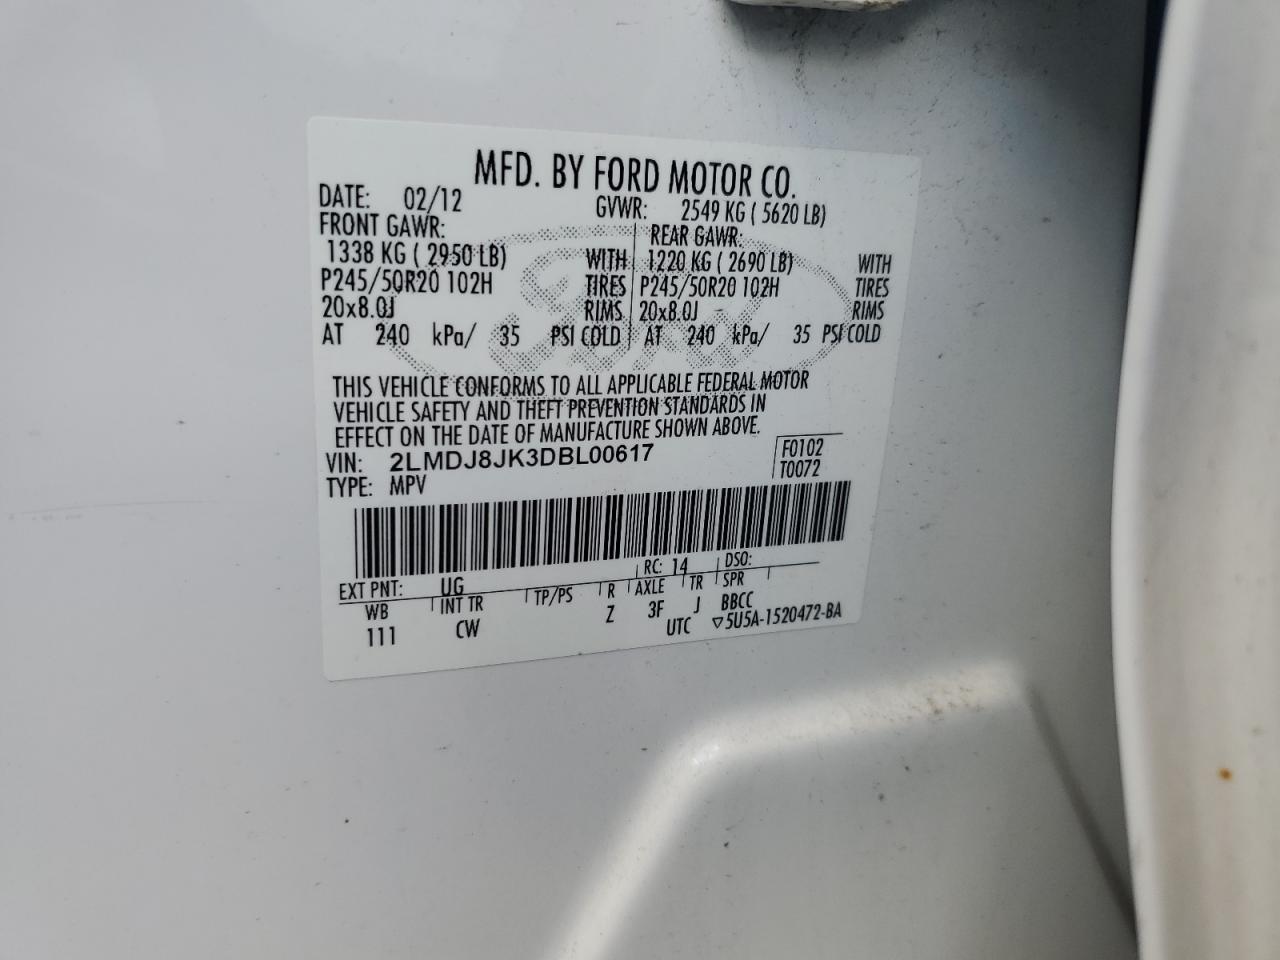 MFD. BY FORD MOTOR CO.
DATE: 02/12 GVWR: 2549 KG ( 5620 LB)
FRONT GAWR: REAR GAWR:
1338 KG ( 2950 LB) WITH 1220 KG ( 2690 LB) WITH
P245/50R20 102H TIRES P245/50R20 102H TIRES
20x8.0J RIMS 20x8.0J RIMS
AT 240 kPa/ 35 PSI COLD AT 240 kPa/ 35 PSI COLD
Ford
THIS VEHICLE CONFORMS TO ALL APPLICABLE FEDERAL MOTOR
VEHICLE SAFETY AND THEFT PREVENTION STANDARDS IN
EFFECT ON THE DATE OF MANUFACTURE SHOWN ABOVE.
VIN: 2LMDJ8JK3DBL00617 F0102
TYPE: MPV T0072
EXT PNT: UG RC: 14 DSO:
WB INT TR TP/PS R AXLE TR SPR
111 CW Z 3F J BBCC
UTC ▽5U5A-1520472-BA